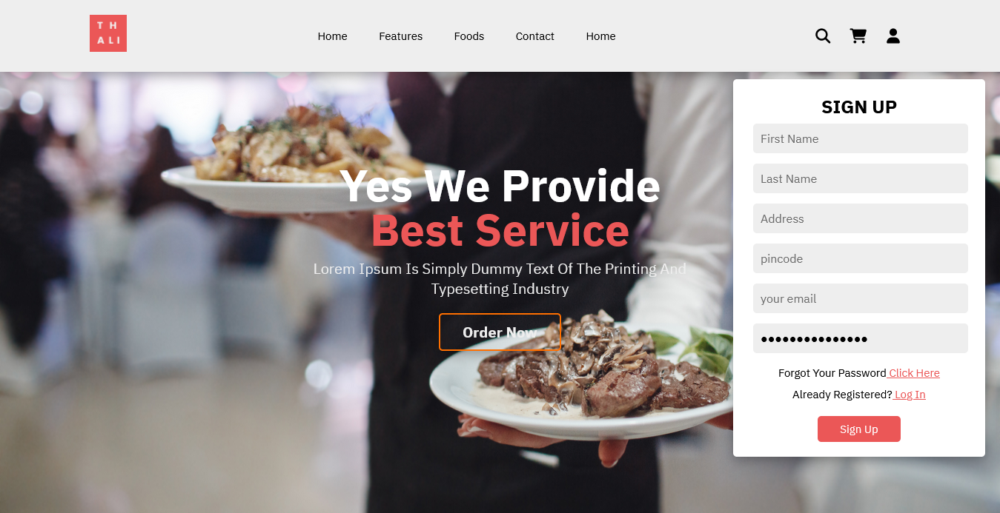 T H
A L I
Home Features Foods Contact Home
SIGN UP
First Name
Last Name
Address
pincode
your email
•••••••••••••••
Forgot Your Password Click Here
Already Registered? Log In
Sign Up
Yes We Provide
Best Service
Lorem Ipsum Is Simply Dummy Text Of The Printing And
Typesetting Industry
Order Now